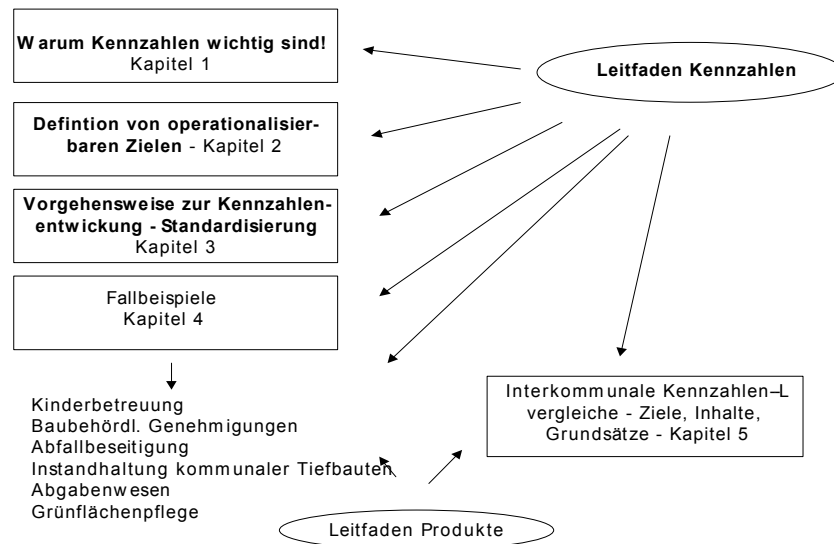 Warum Kennzahlen wichtig sind!
Kapitel 1
Leitfaden Kennzahlen
Defintion von operationalisier-
baren Zielen - Kapitel 2
Vorgehensweise zur Kennzahlen-
entwickung - Standardisierung
Kapitel 3
Fallbeispiele
Kapitel 4
Kinderbetreuung
Baubehördl. Genehmigungen
Abfallbeseitigung
Instandhaltung kommunaler Tiefbauten
Abgabenwesen
Grünflächenpflege
Interkommunale Kennzahlen–L
vergleiche - Ziele, Inhalte,
Grundsätze - Kapitel 5
Leitfaden Produkte